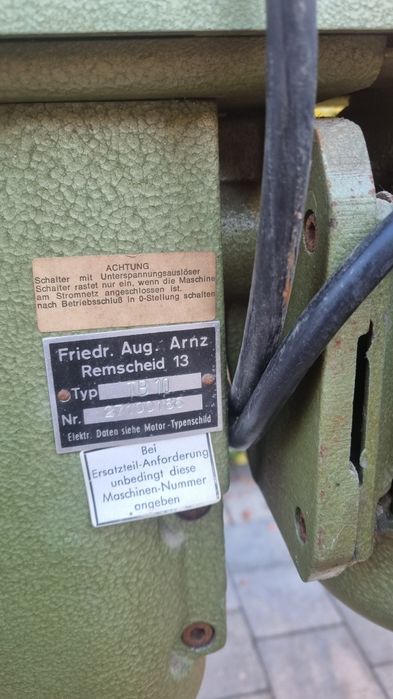 ACHTUNG
Schalter mit Unterspannungsauslöser
Schalter rastet nur ein, wenn die Maschine
am Stromnetz angeschlossen ist.
nach Betriebsschluß in 0-Stellung schalten
Friedr. Aug. Arnz
Remscheid 13
Typ TB 10
Nr.
Elektr. Daten siehe Motor-Typenschild
Bei
Ersatzteil-Anforderung
unbedingt diese
Maschinen-Nummer
angeben